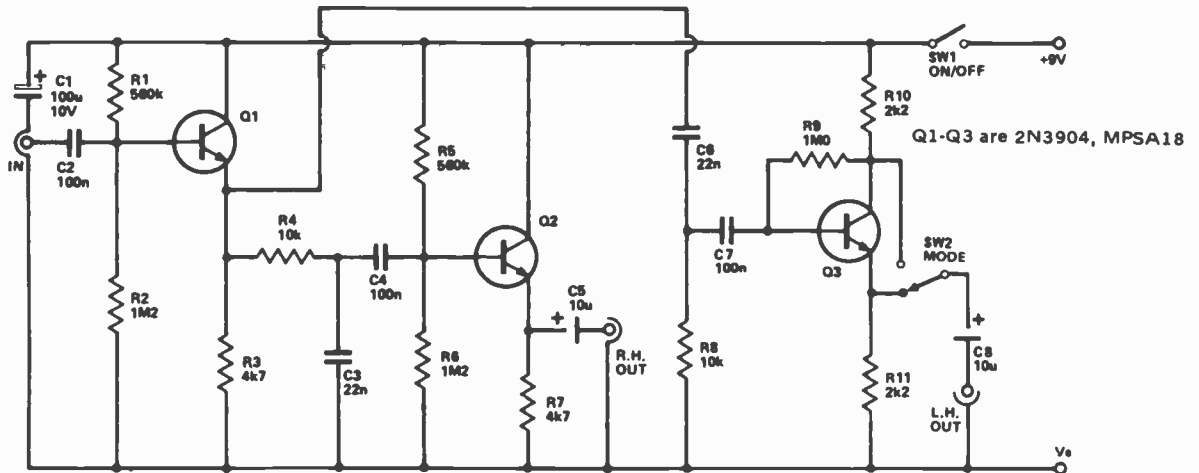 +
C1
100u
10V
IN
C2
100n
R1
560k
R2
1M2
Q1
R3
4k7
R4
10k
C3
22n
C4
100n
R5
560k
R6
1M2
Q2
C5
+
10u
R.H.
OUT
R7
4k7
C6
22n
R8
10k
C7
100n
R9
1M0
R10
2k2
Q3
R11
2k2
SW1
ON/OFF
+9V
Q1-Q3 are 2N3904, MPSA18
SW2
MODE
+
C8
10u
L.H.
OUT